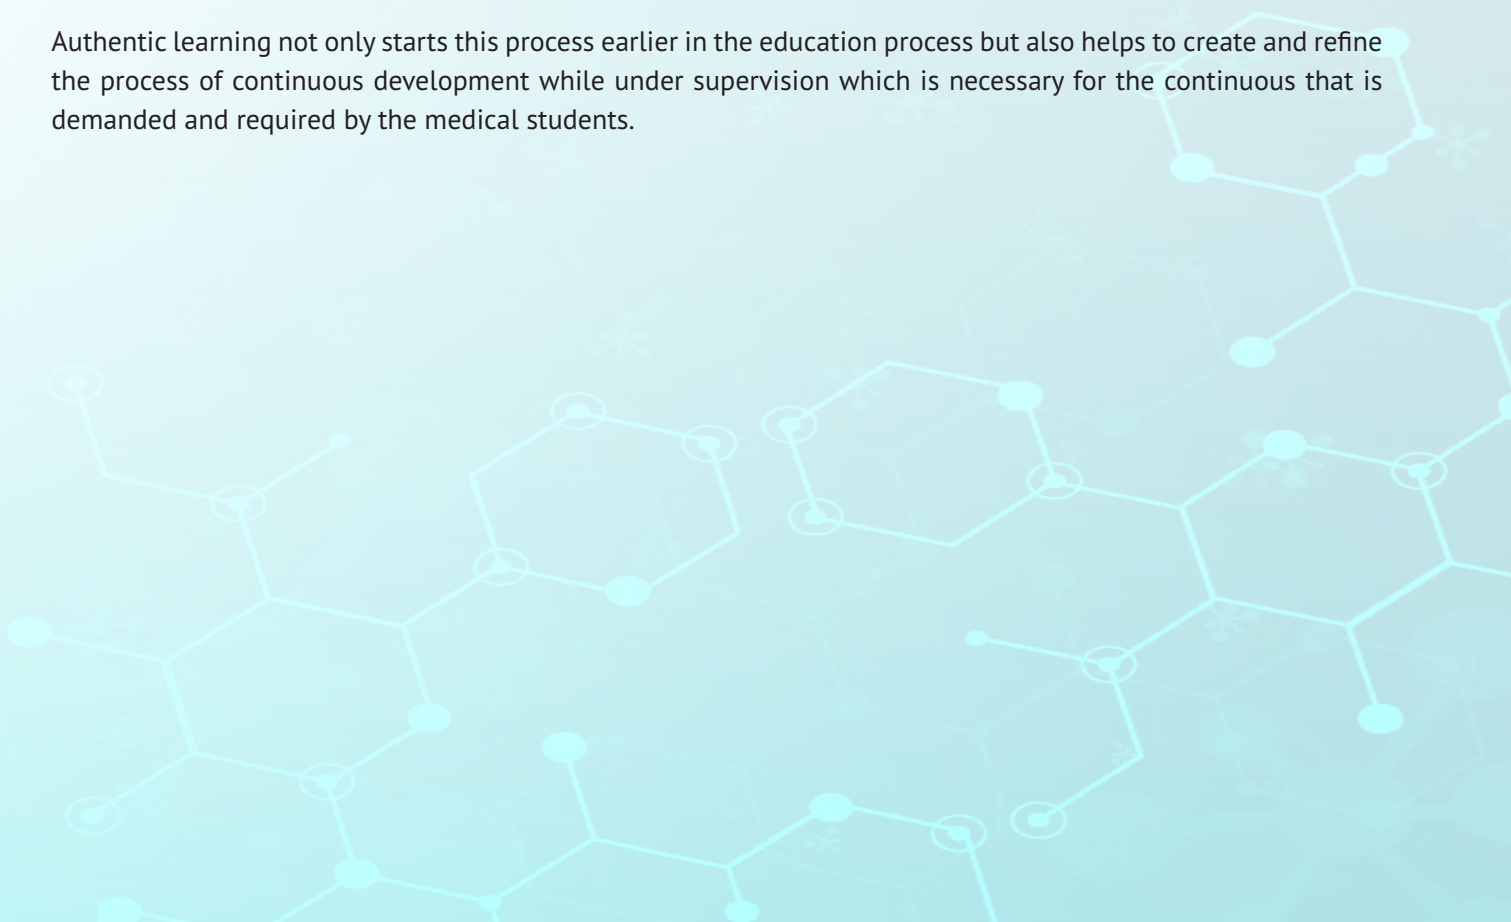 Authentic learning not only starts this process earlier in the education process but also helps to create and refine
the process of continuous development while under supervision which is necessary for the continuous that is
demanded and required by the medical students.